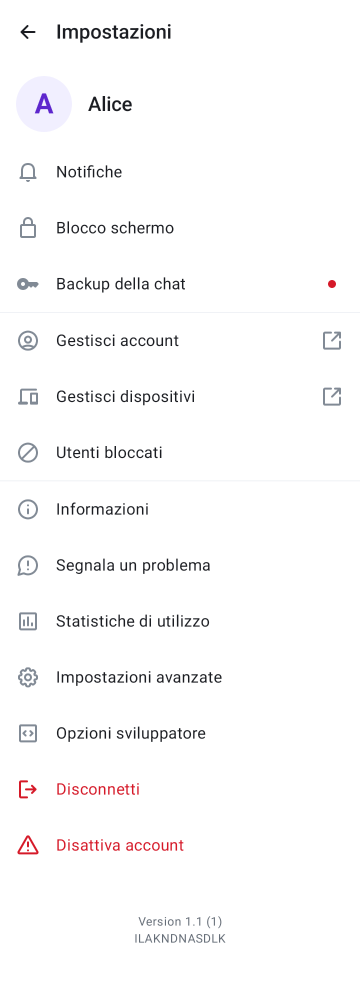 Impostazioni
A
Alice
Notifiche
Blocco schermo
Backup della chat
Gestisci account
Gestisci dispositivi
Utenti bloccati
Informazioni
Segnala un problema
Statistiche di utilizzo
Impostazioni avanzate
Opzioni sviluppatore
Disconnetti
Disattiva account
Version 1.1 (1)
ILAKNDNASDLK